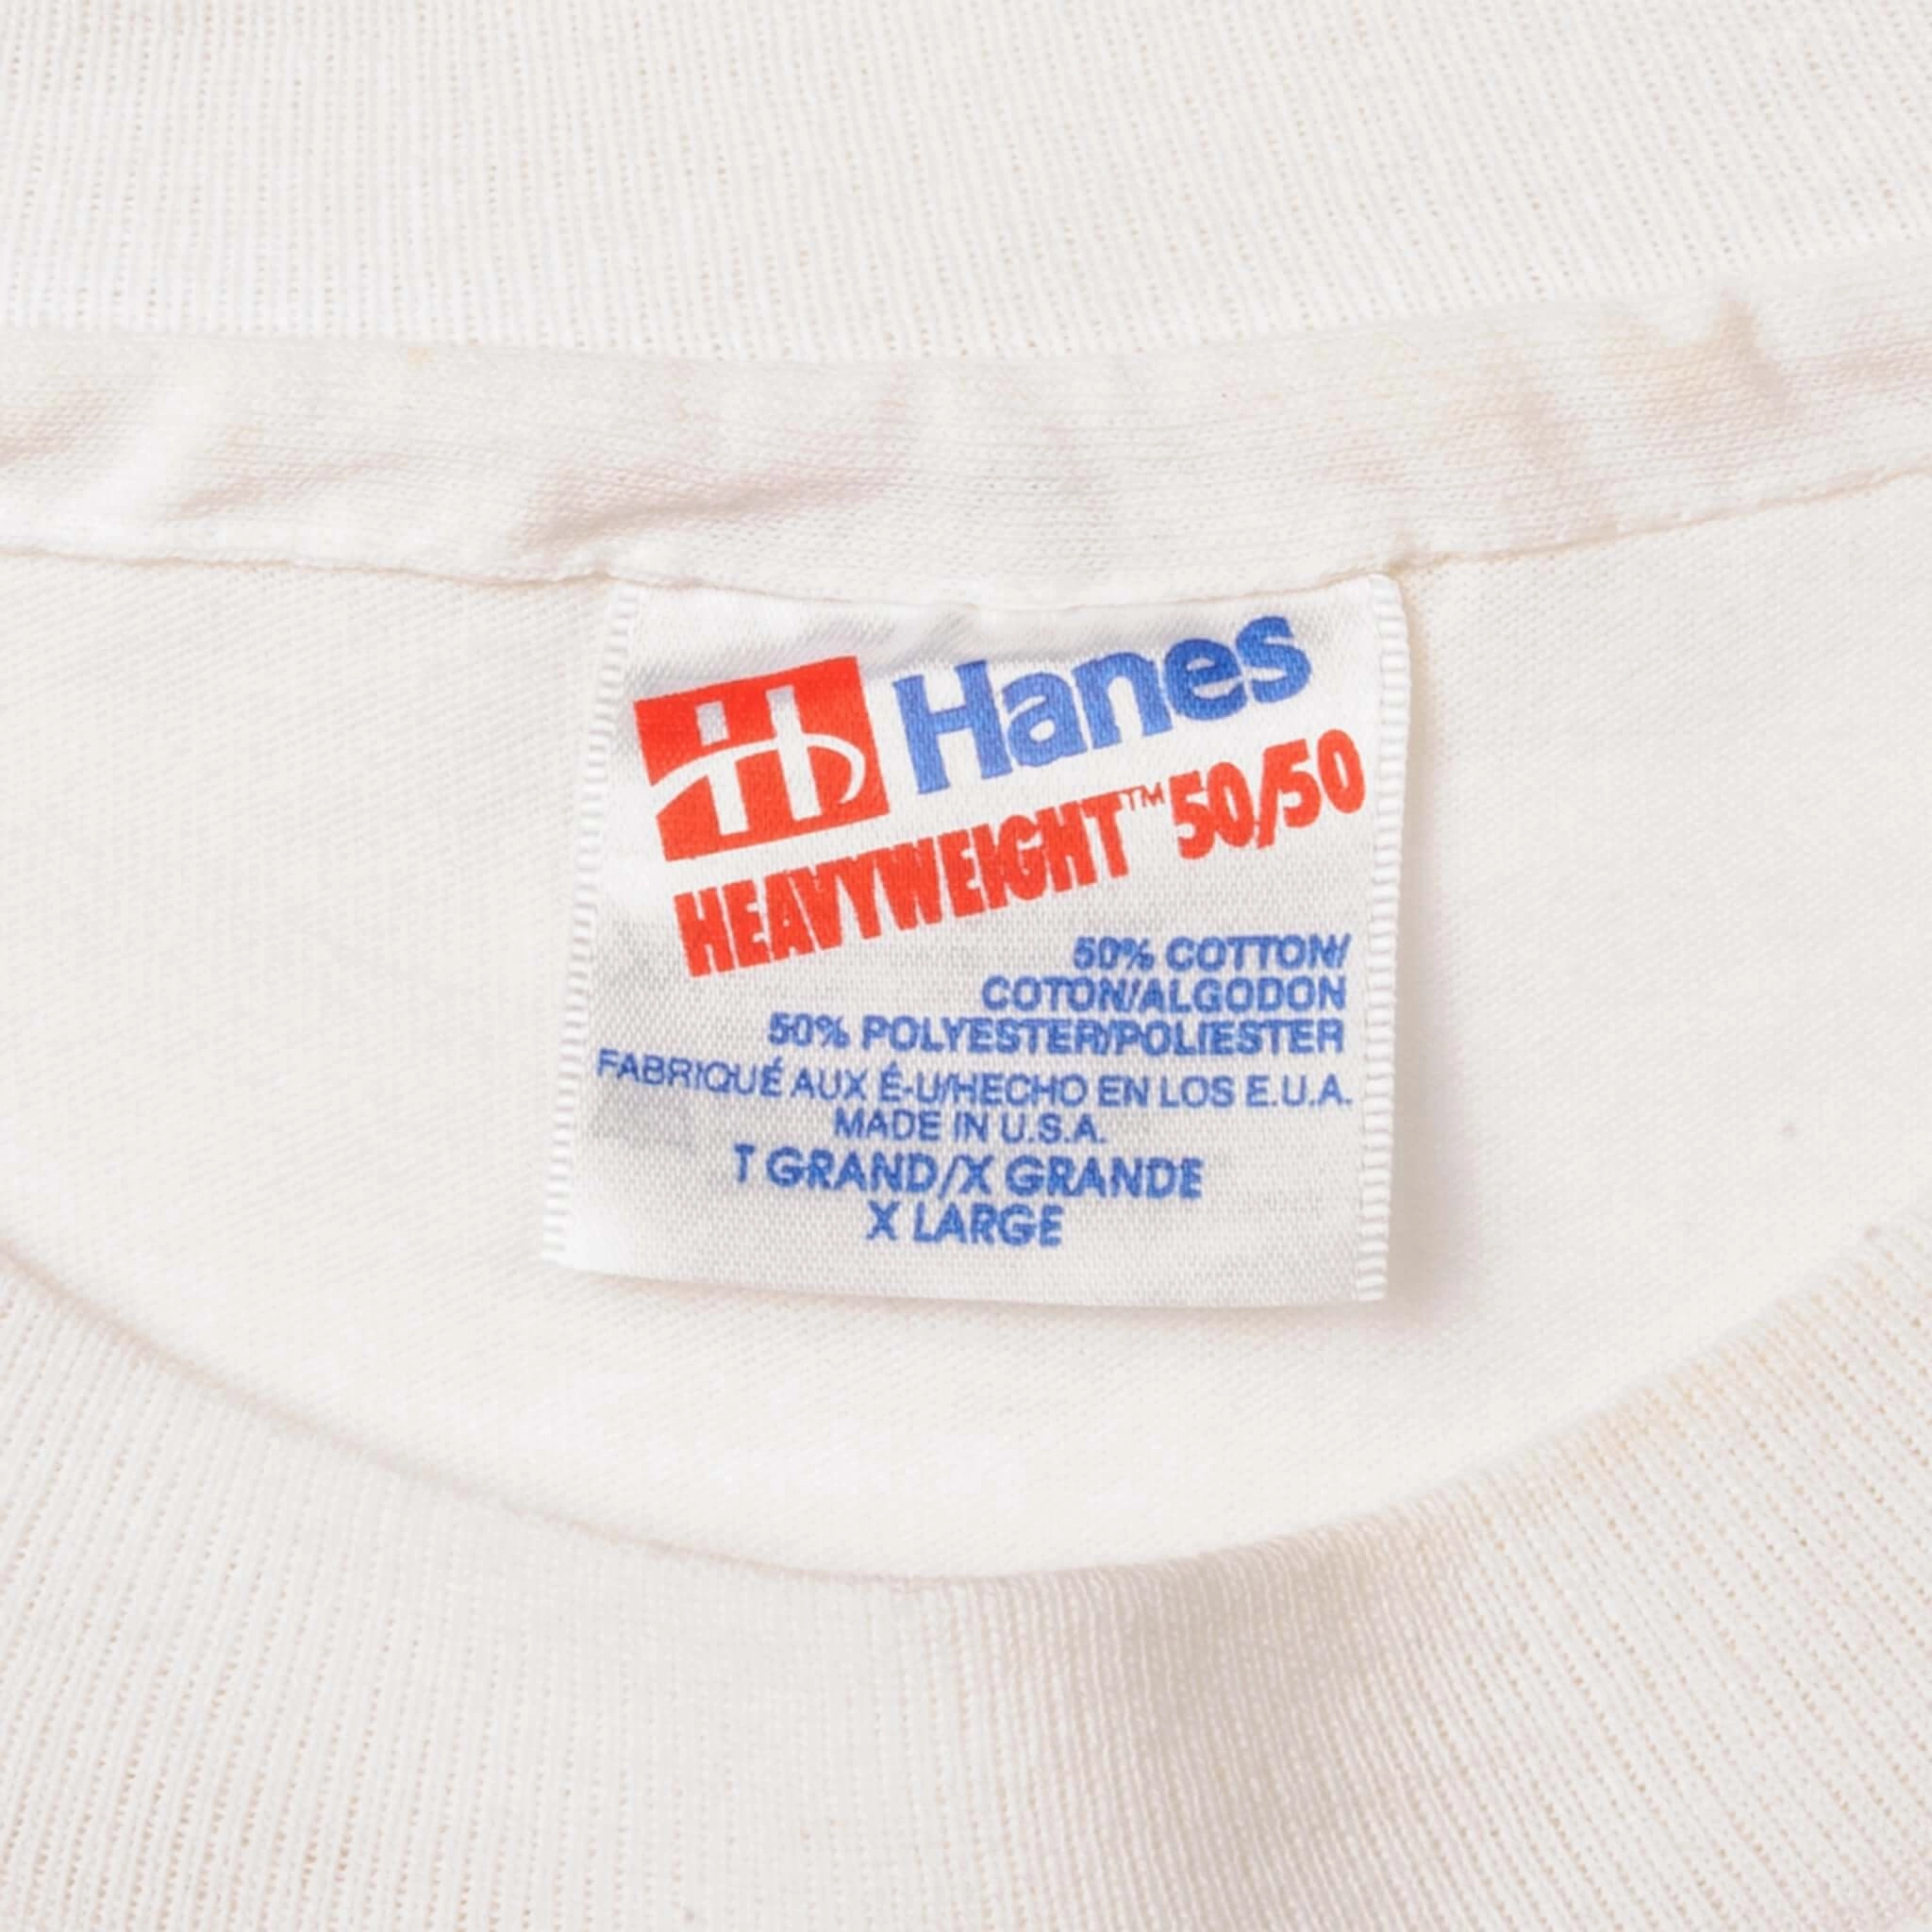 H Hanes
HEAVYWEIGHT™ 50/50
50% COTTON/
COTON/ALGODON
50% POLYESTER/POLIESTER
FABRIQUÉ AUX É-U/HECHO EN LOS E.U.A.
MADE IN U.S.A.
T GRAND/X GRANDE
X LARGE